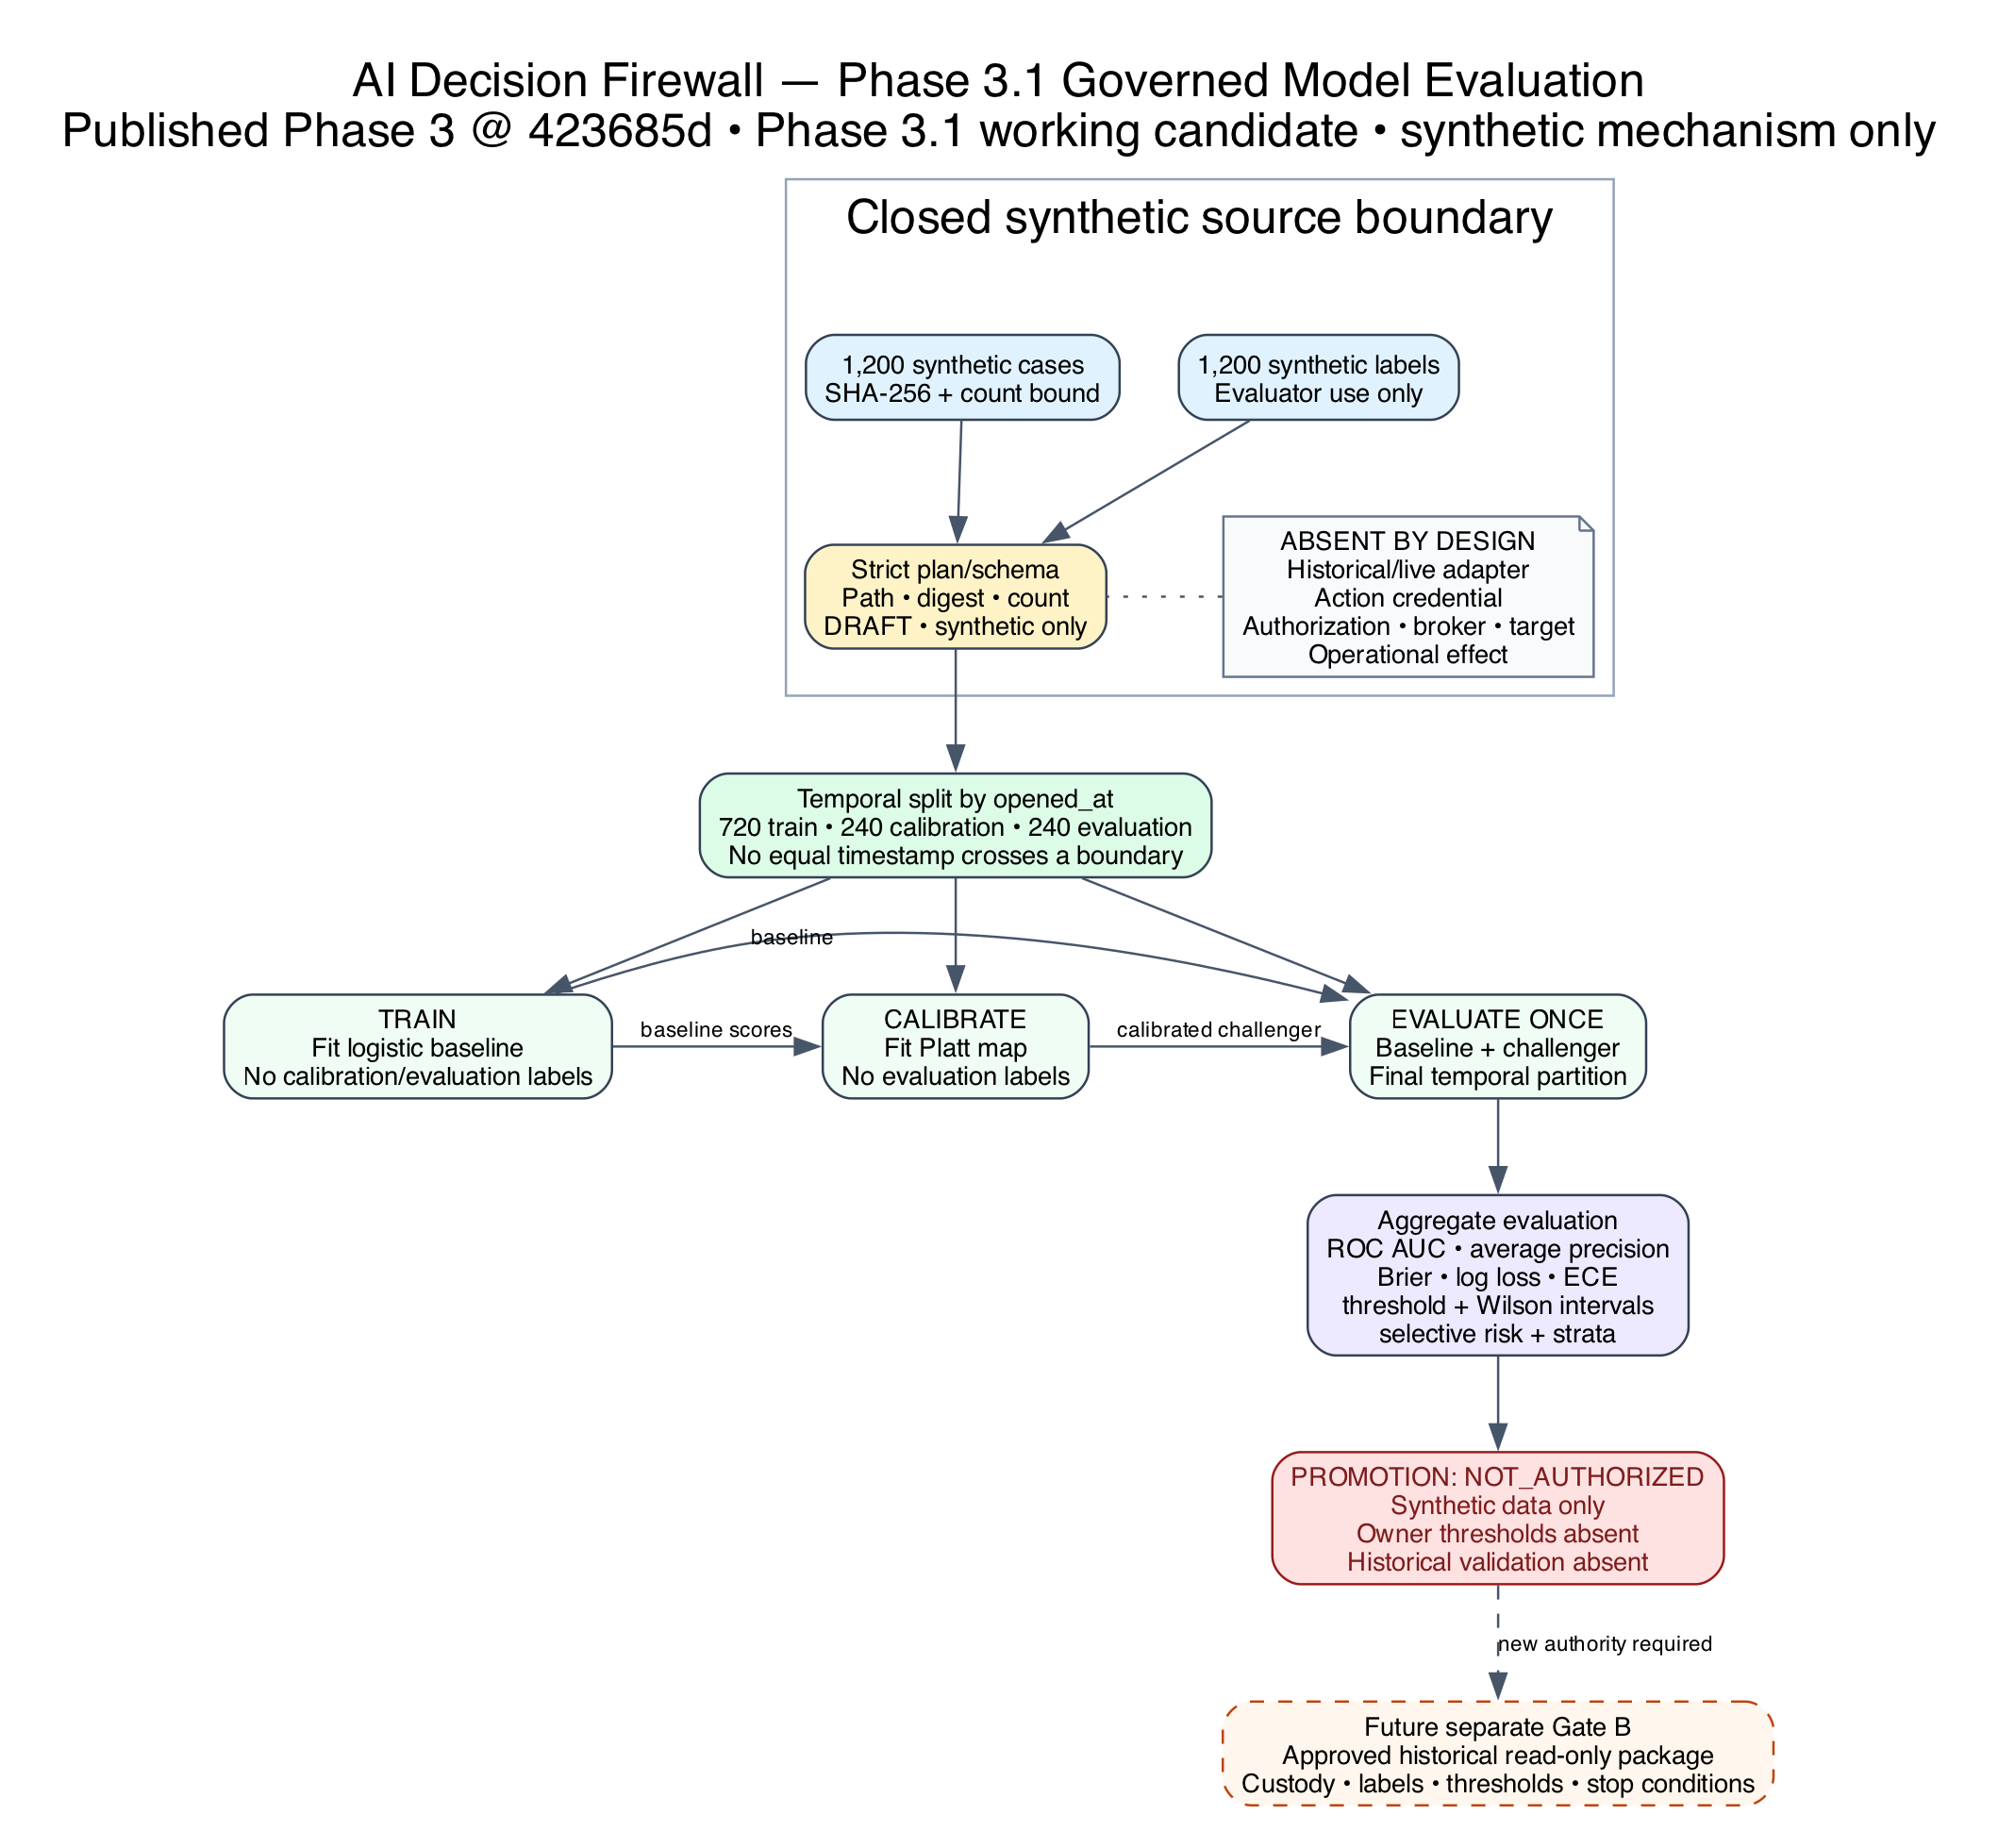 AI Decision Firewall — Phase 3.1 Governed Model Evaluation
Published Phase 3 @ 423685d • Phase 3.1 working candidate • synthetic mechanism only
Closed synthetic source boundary
1,200 synthetic cases
SHA-256 + count bound
1,200 synthetic labels
Evaluator use only
Strict plan/schema
Path • digest • count
DRAFT • synthetic only
ABSENT BY DESIGN
Historical/live adapter
Action credential
Authorization • broker • target
Operational effect
Temporal split by opened_at
720 train • 240 calibration • 240 evaluation
No equal timestamp crosses a boundary
baseline
TRAIN
Fit logistic baseline
No calibration/evaluation labels
baseline scores
CALIBRATE
Fit Platt map
No evaluation labels
calibrated challenger
EVALUATE ONCE
Baseline + challenger
Final temporal partition
Aggregate evaluation
ROC AUC • average precision
Brier • log loss • ECE
threshold + Wilson intervals
selective risk + strata
PROMOTION: NOT_AUTHORIZED
Synthetic data only
Owner thresholds absent
Historical validation absent
new authority required
Future separate Gate B
Approved historical read-only package
Custody • labels • thresholds • stop conditions